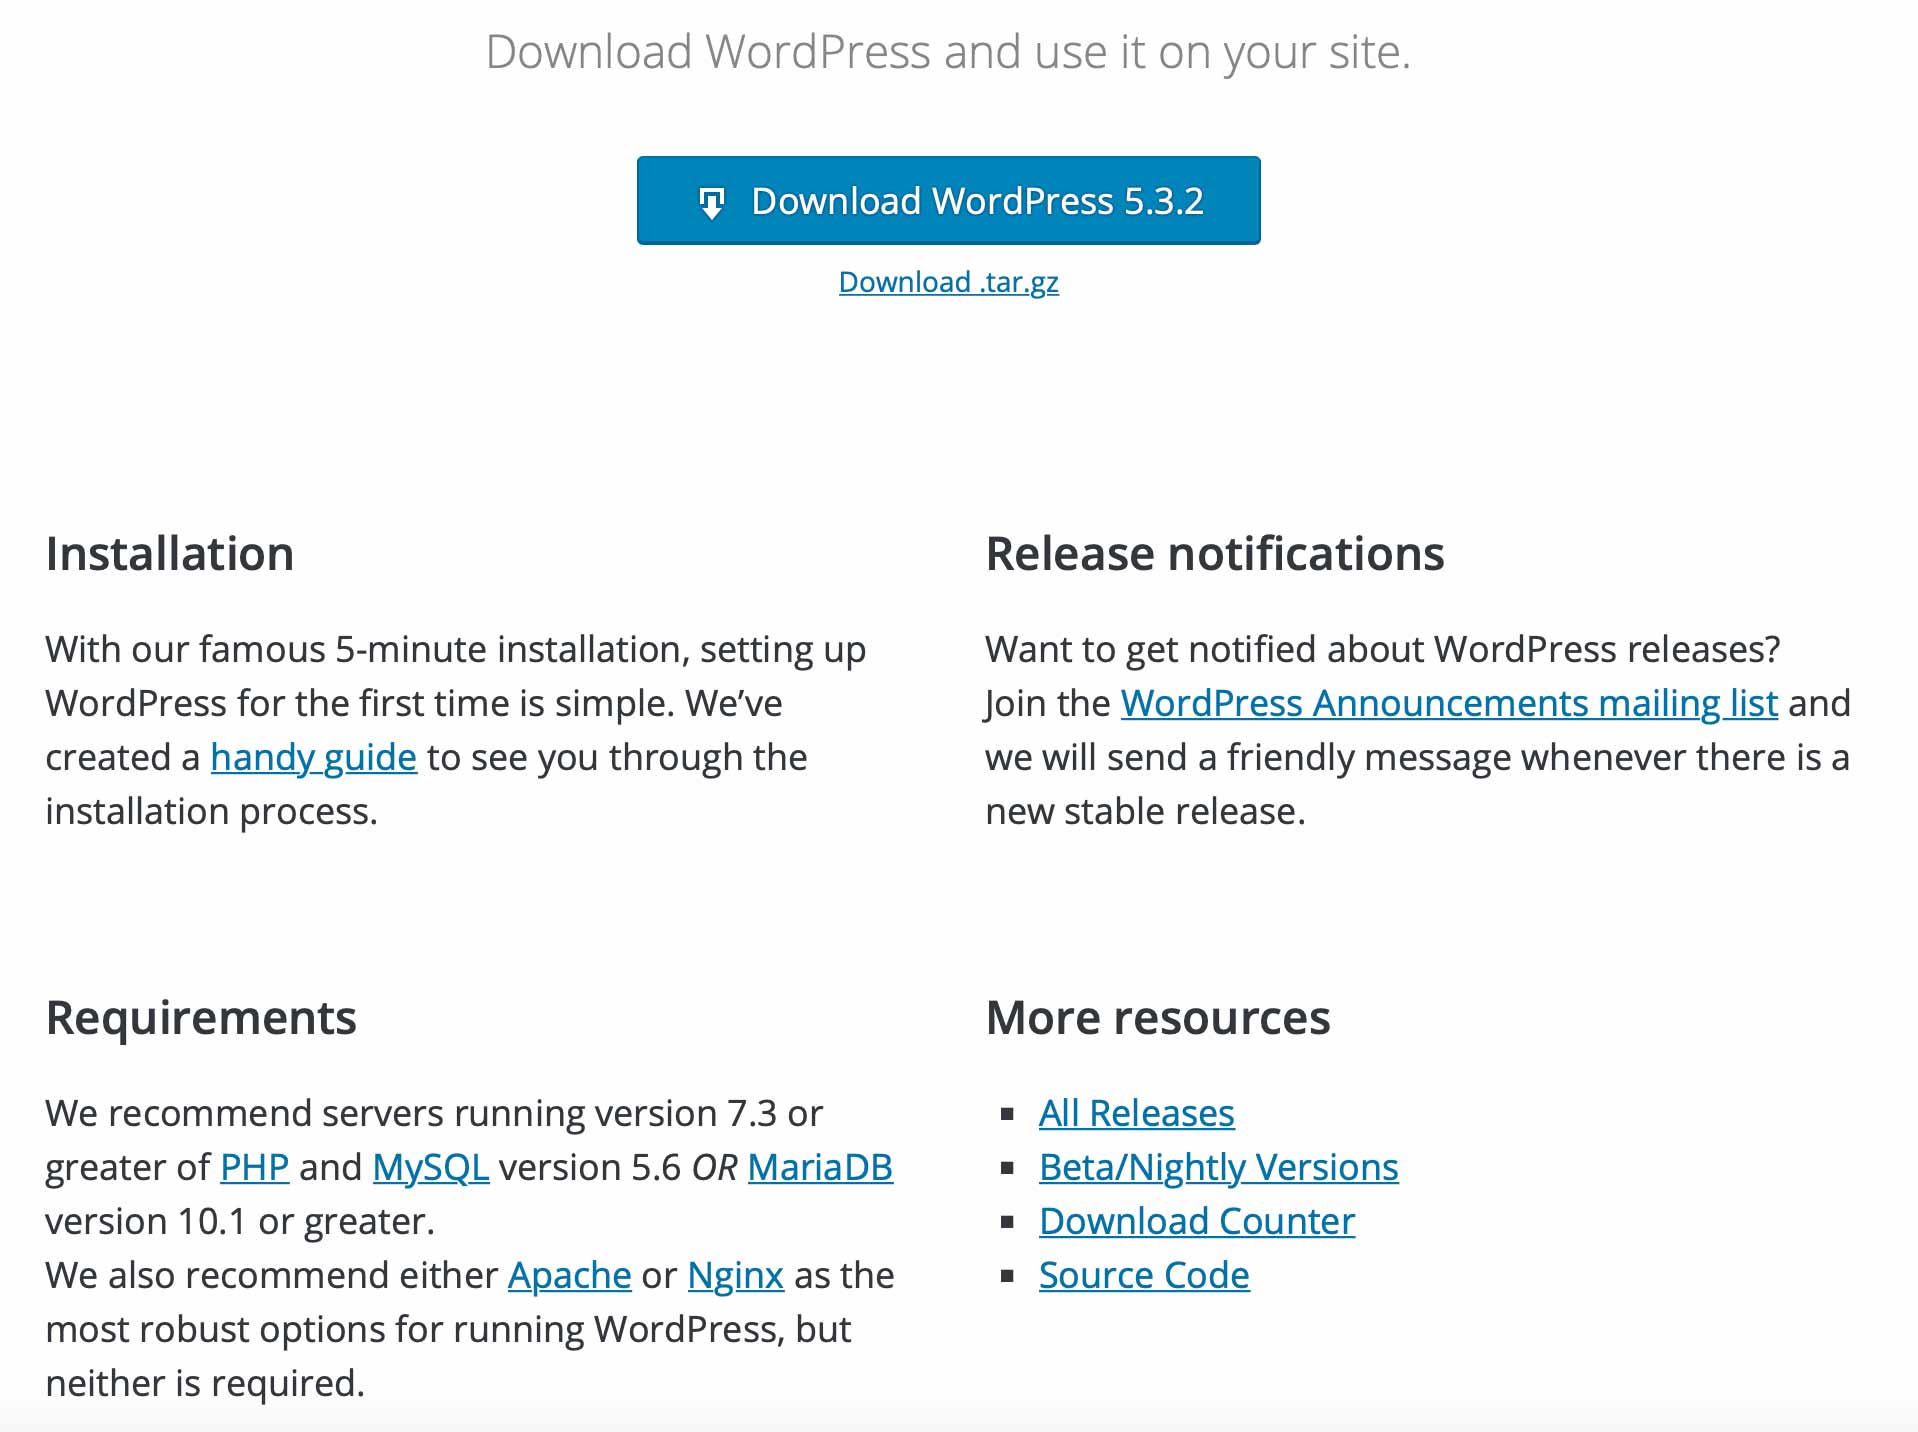 Download WordPress and use it on your site.
Download WordPress 5.3.2
Download .tar.gz
Installation
With our famous 5-minute installation, setting up
WordPress for the first time is simple. We’ve
created a handy guide to see you through the
installation process.
Release notifications
Want to get notified about WordPress releases?
Join the WordPress Announcements mailing list and
we will send a friendly message whenever there is a
new stable release.
Requirements
We recommend servers running version 7.3 or
greater of PHP and MySQL version 5.6 OR MariaDB
version 10.1 or greater.
We also recommend either Apache or Nginx as the
most robust options for running WordPress, but
neither is required.
More resources
All Releases
Beta/Nightly Versions
Download Counter
Source Code